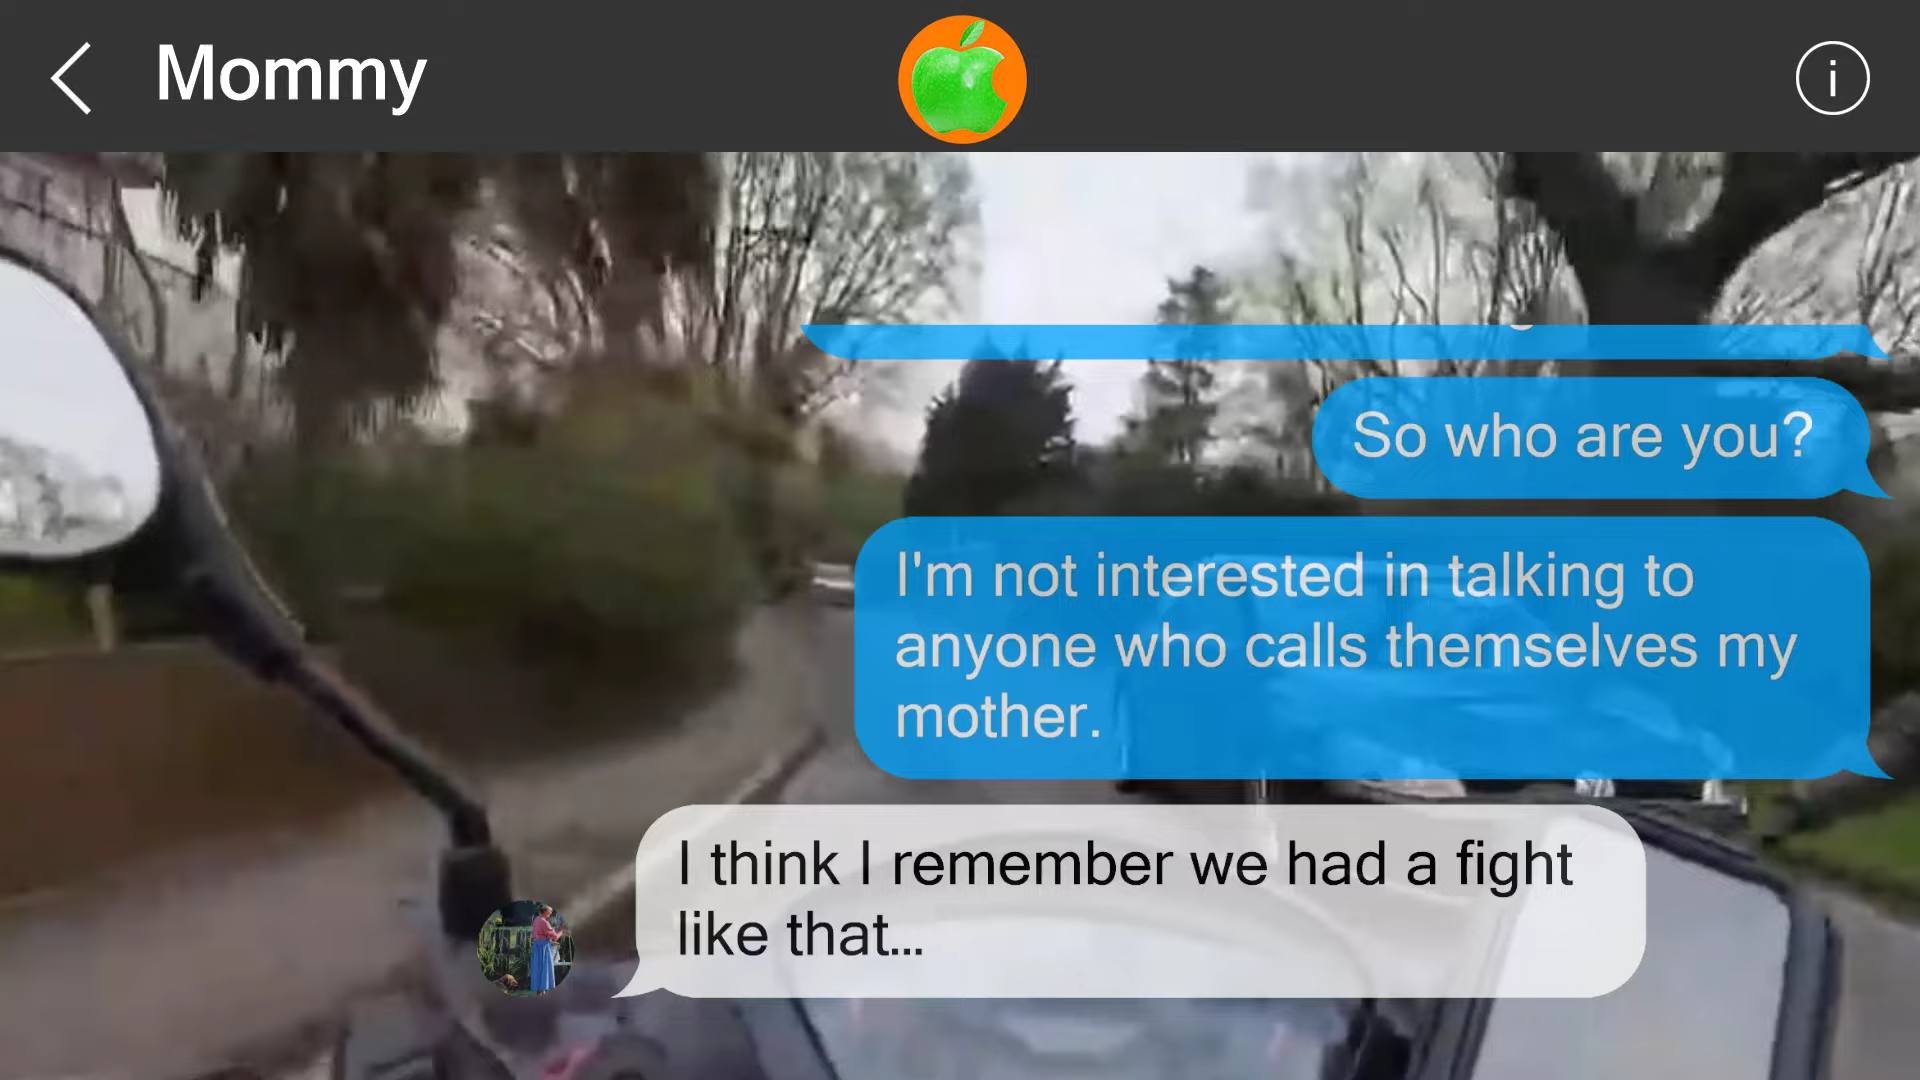 Mommy
i
So who are you?
I'm not interested in talking to
anyone who calls themselves my
mother.
I think I remember we had a fight
like that...